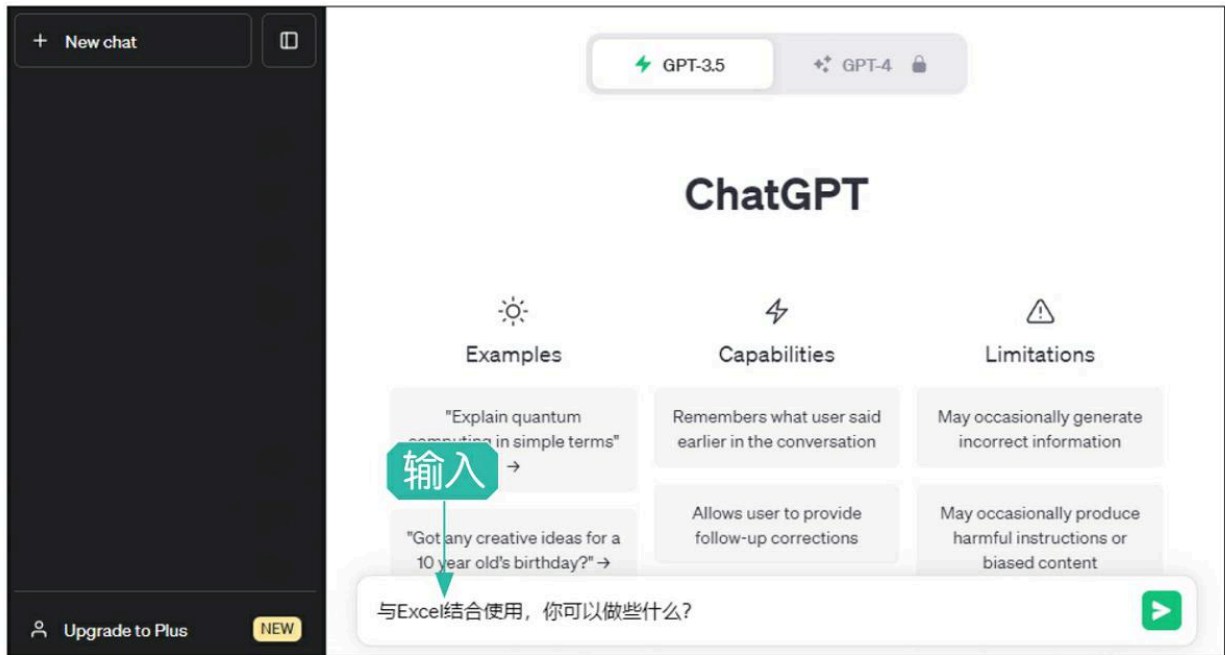 + New chat
GPT-3.5
GPT-4
ChatGPT
Examples
"Explain quantum
computing in simple terms"
→
"Got any creative ideas for a
10 year old's birthday?" →
Capabilities
Remembers what user said
earlier in the conversation
Allows user to provide
follow-up corrections
Limitations
May occasionally generate
incorrect information
May occasionally produce
harmful instructions or
biased content
输入
与Excel结合使用，你可以做些什么？
Upgrade to Plus
NEW